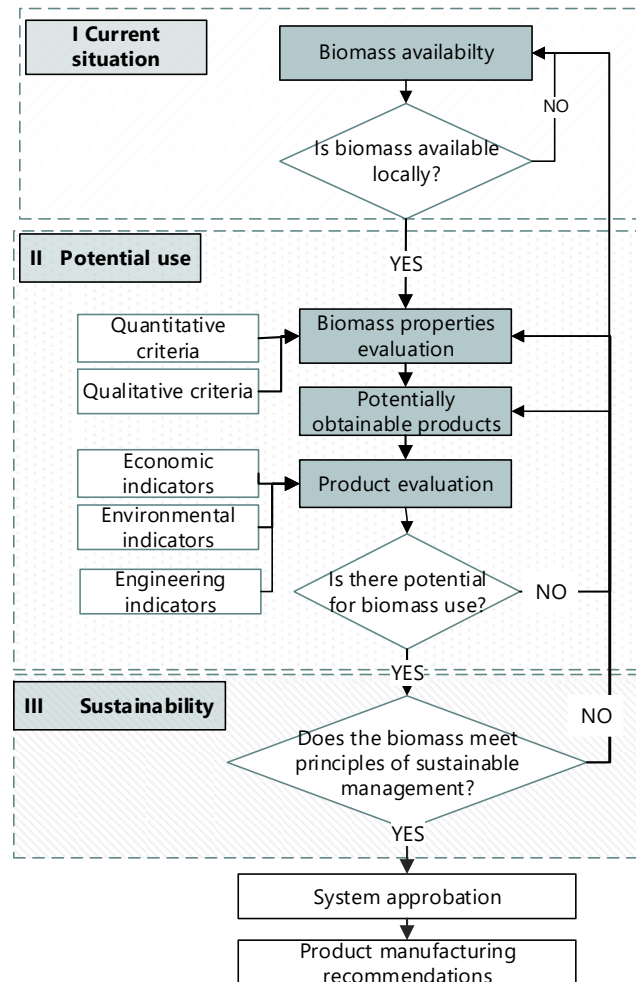 I Current
situation
Biomass availabilty
NO
Is biomass available
locally?
II Potential use
YES
Quantitative
criteria
Qualitative criteria
Biomass properties
evaluation
Potentially
obtainable products
Economic
indicators
Environmental
indicators
Engineering
indicators
Product evaluation
Is there potential
for biomass use?
NO
YES
III Sustainability
NO
Does the biomass meet
principles of sustainable
management?
YES
System approbation
Product manufacturing
recommendations